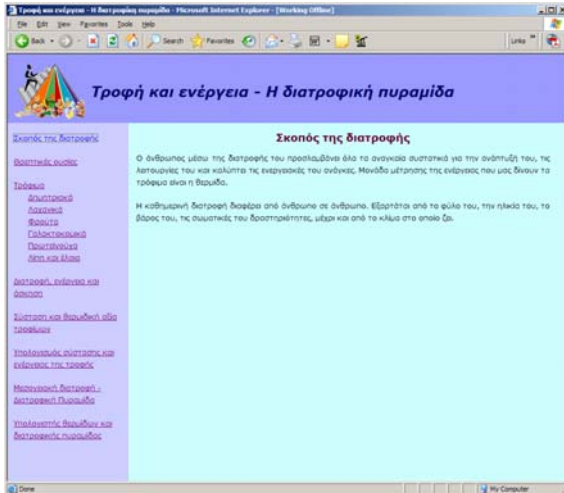 Τροφή και ενέργεια - Η διατροφική πυραμίδα - Microsoft Internet Explorer - [Working Offline]
File Edit View Favorites Tools Help
Back Search Favorites Links
Τροφή και ενέργεια - Η διατροφική πυραμίδα
Σκοπός της διατροφής
Θρεπτικές ουσίες
Τρόφιμα
Δημητριακά
Λαχανικά
Φρούτα
Γαλακτοκομικά
Πρωτεϊνούχα
Λίπη και έλαια
Διατροφή, ενέργεια και
άσκηση
Σύσταση και θερμιδική αξία
τροφίμων
Υπολογισμός σύστασης και
ενέργειας της τροφής
Μεσογειακή διατροφή -
Διατροφική Πυραμίδα
Υπολογιστής θερμίδων και
διατροφικής πυραμίδας
Σκοπός της διατροφής
Ο άνθρωπος μέσω της διατροφής του προσλαμβάνει όλα τα αναγκαία συστατικά για την ανάπτυξή του, τις
λειτουργίες του και καλύπτει τις ενεργειακές του ανάγκες. Μονάδα μέτρησης της ενέργειας που μας δίνουν τα
τρόφιμα είναι η θερμίδα.
Η καθημερινή διατροφή διαφέρει από άνθρωπο σε άνθρωπο. Εξαρτάται από το φύλο του, την ηλικία του, το
βάρος του, τις σωματικές του δραστηριότητες, μέχρι και από το κλίμα στο οποίο ζει.
Done My Computer